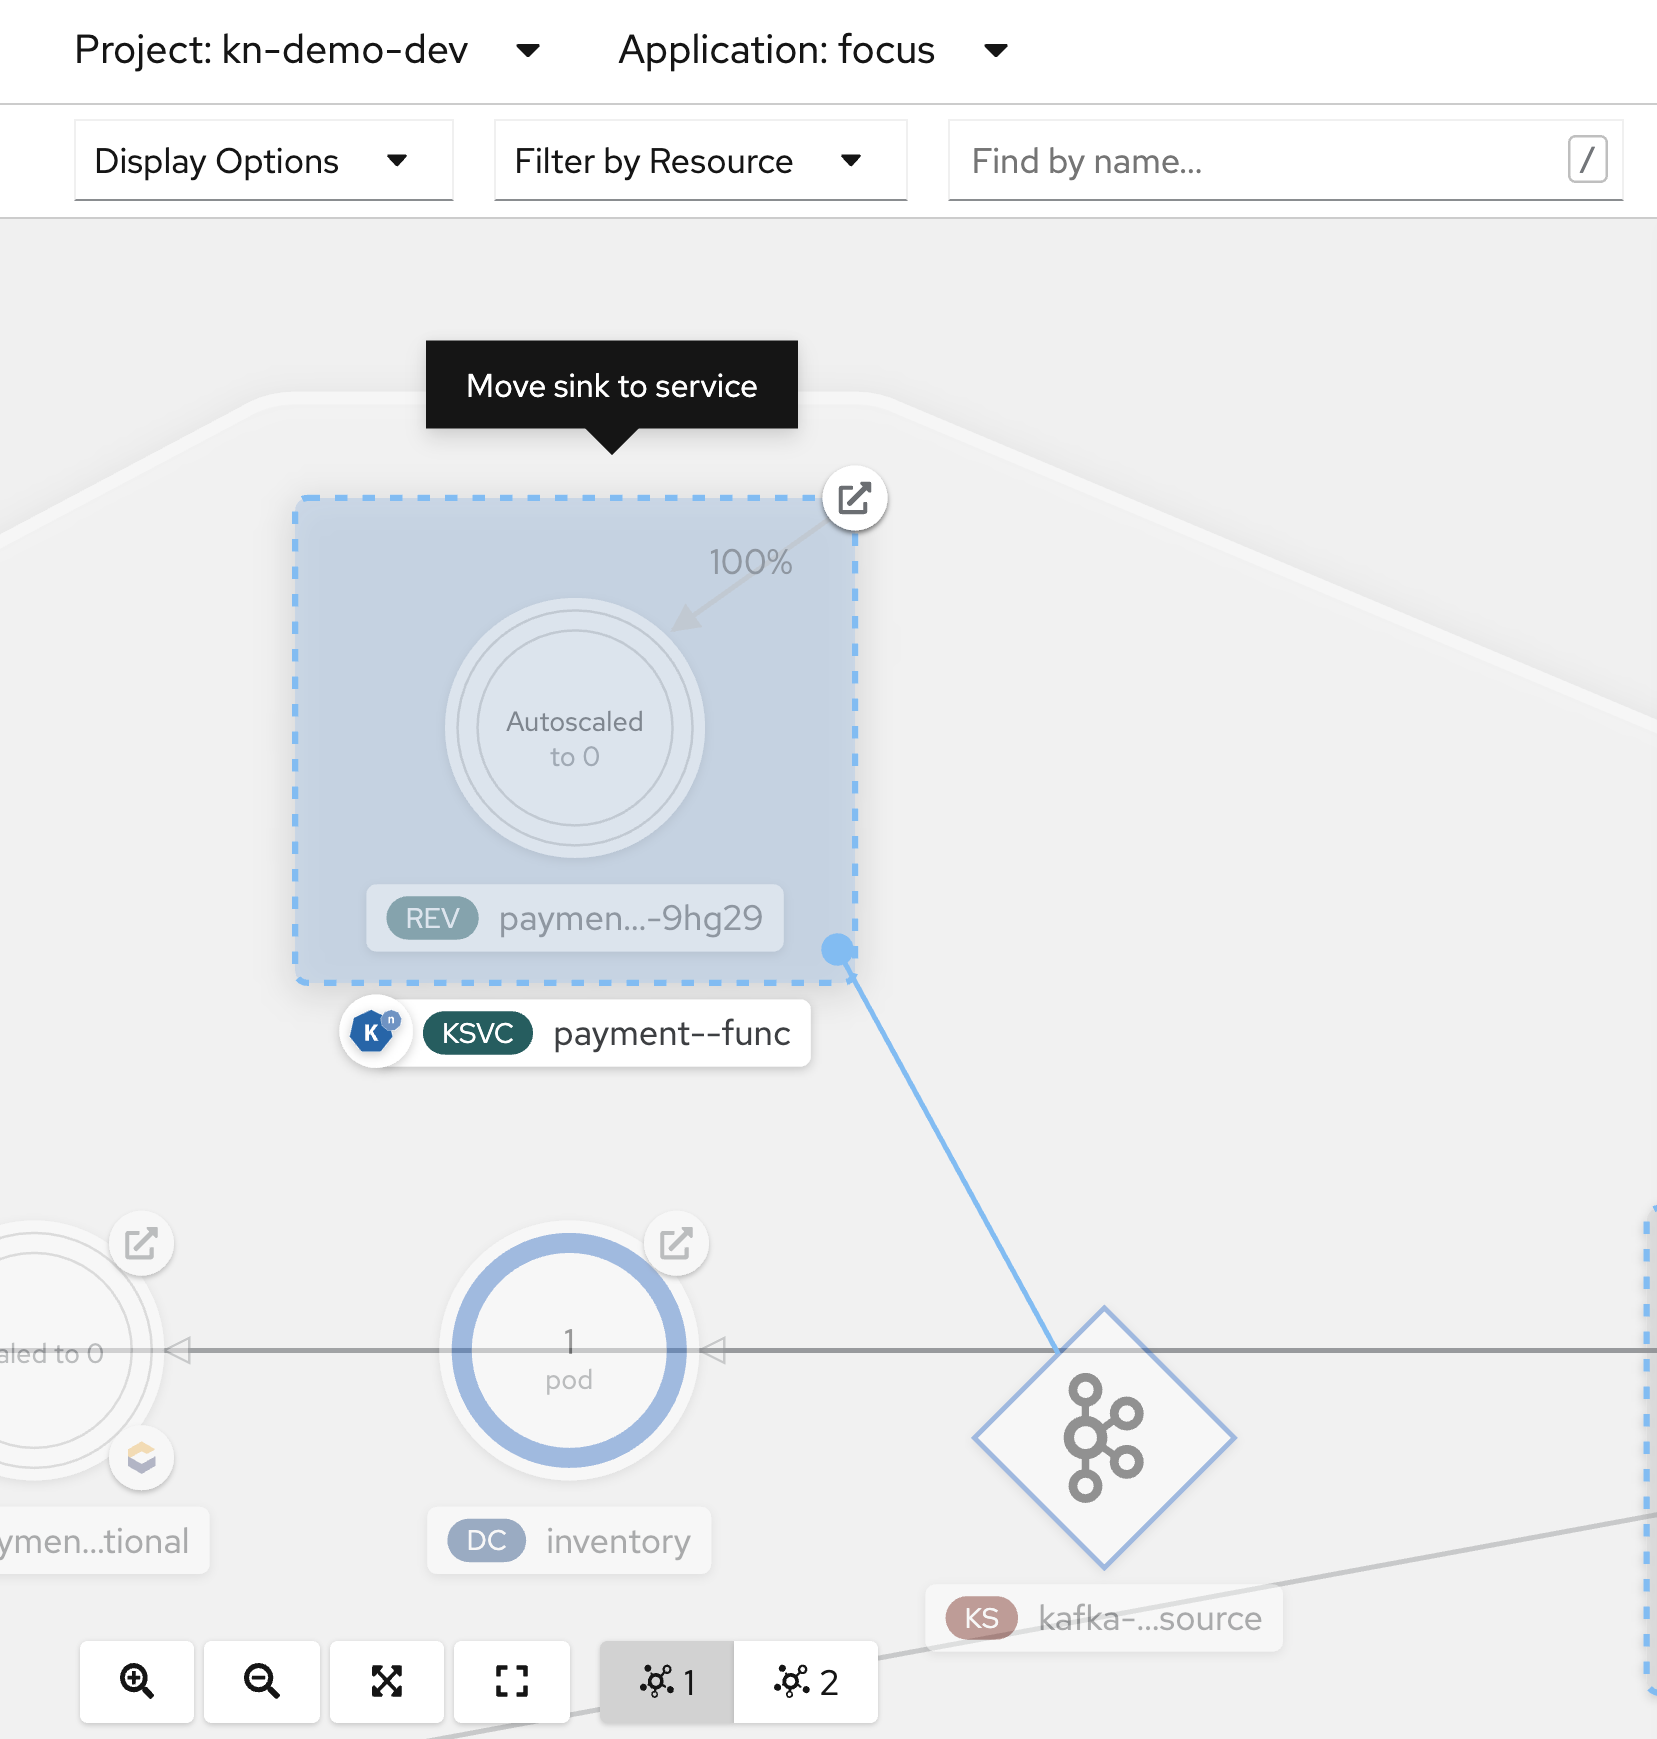 Project: kn-demo-dev
Application: focus
Display Options
Filter by Resource
Find by name...
/
Move sink to service
100%
Autoscaled
to 0
REV paymen...-9hg29
K n KSVC payment--func
aled to 0
1
pod
ymen...tional
DC inventory
KS kafka-...source
1
2